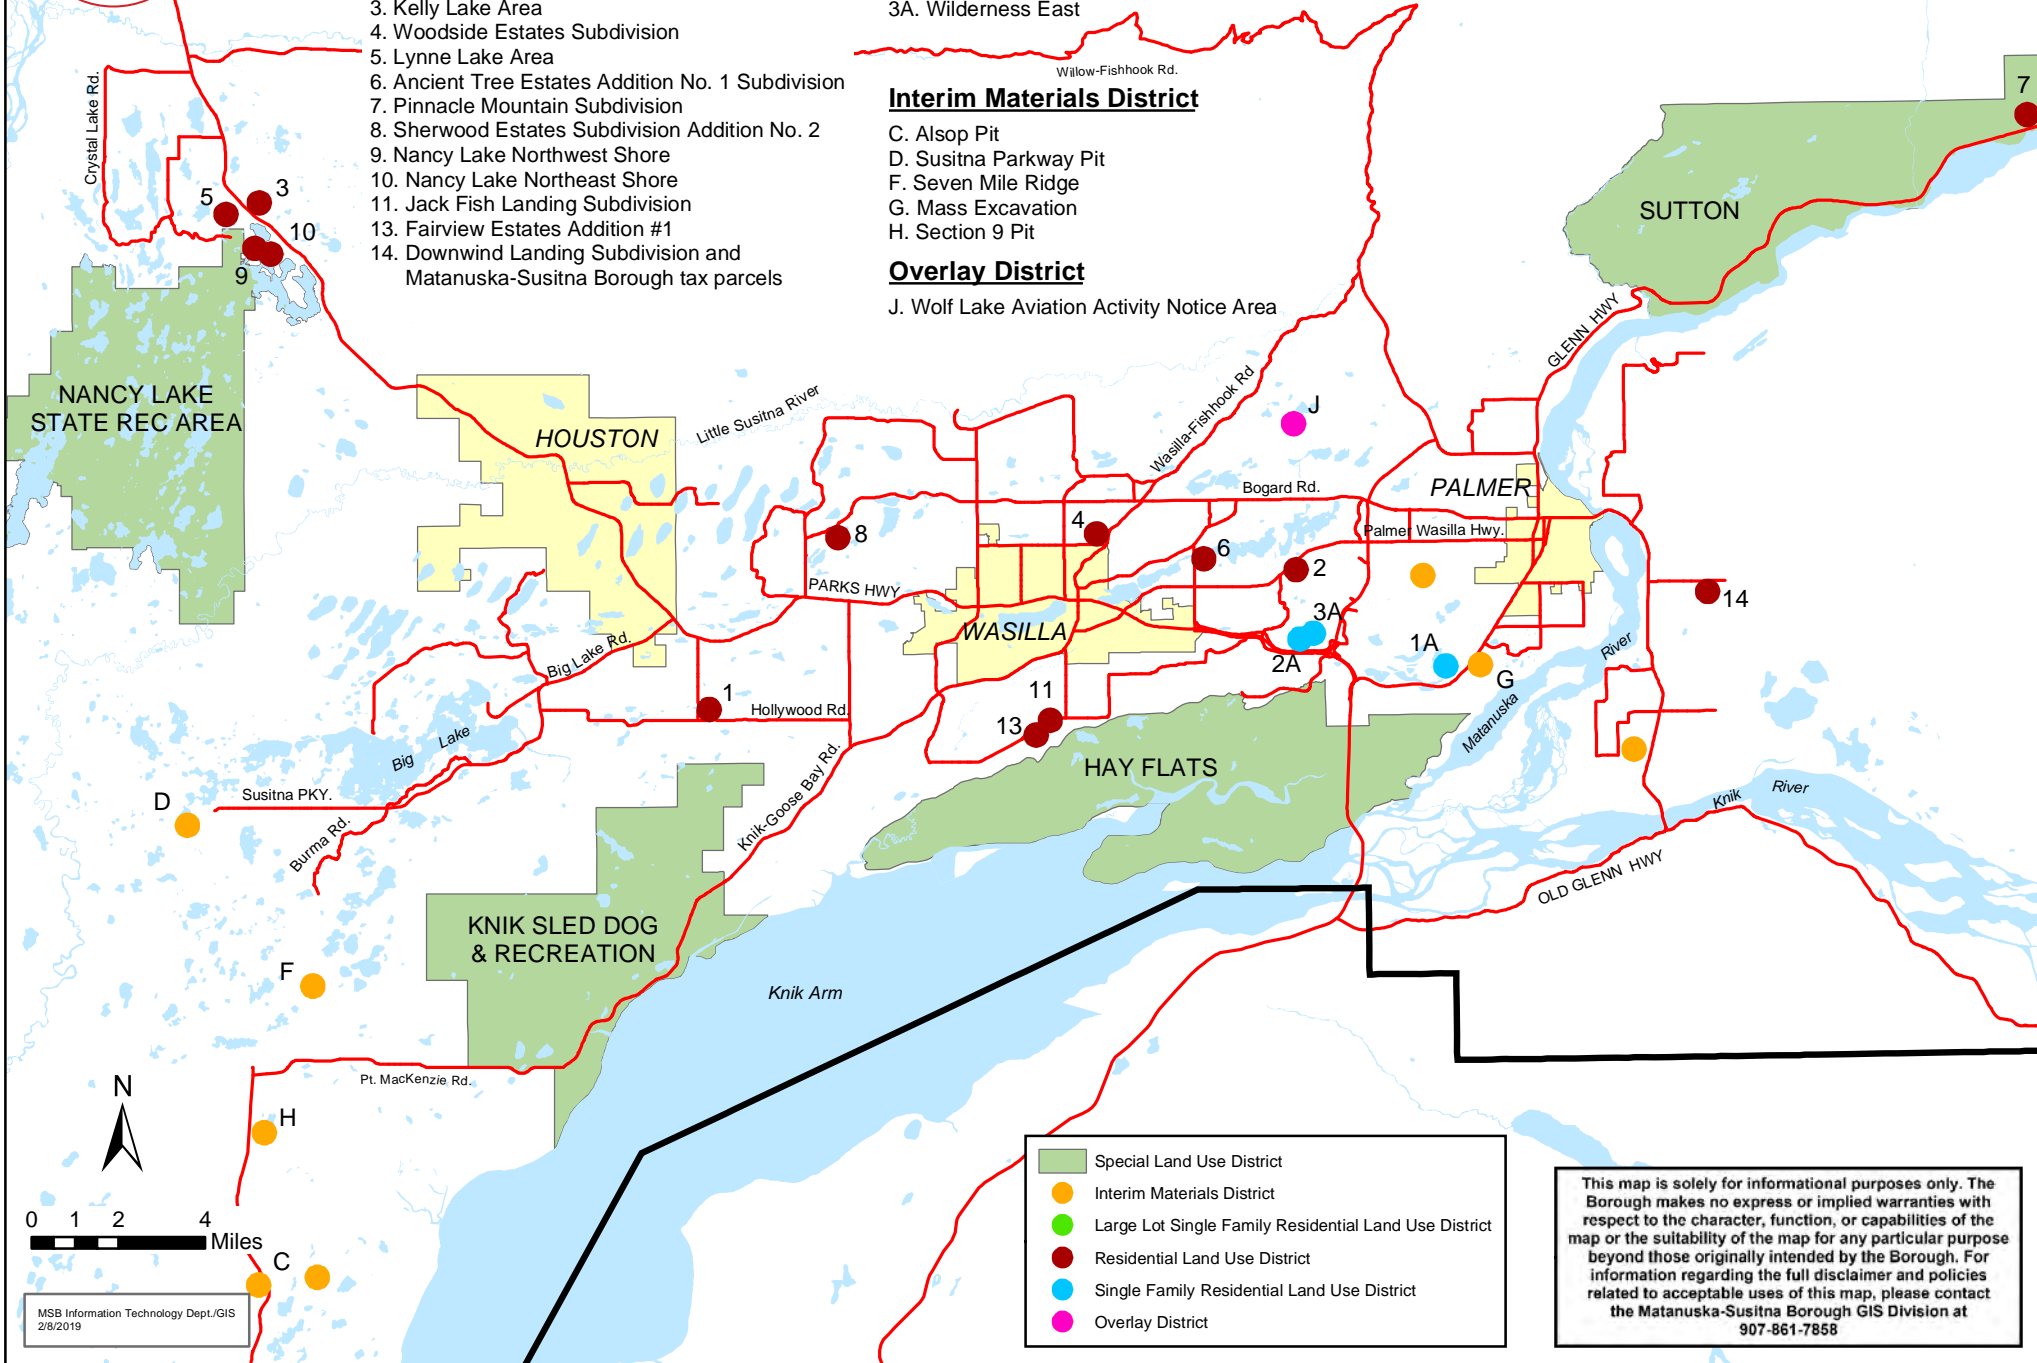 3. Kelly Lake Area
4. Woodside Estates Subdivision
5. Lynne Lake Area
6. Ancient Tree Estates Addition No. 1 Subdivision
7. Pinnacle Mountain Subdivision
8. Sherwood Estates Subdivision Addition No. 2
9. Nancy Lake Northwest Shore
10. Nancy Lake Northeast Shore
11. Jack Fish Landing Subdivision
13. Fairview Estates Addition #1
14. Downwind Landing Subdivision and
Matanuska-Susitna Borough tax parcels
3A. Wilderness East
Willow-Fishhook Rd.
Interim Materials District
C. Alsop Pit
D. Susitna Parkway Pit
F. Seven Mile Ridge
G. Mass Excavation
H. Section 9 Pit
Overlay District
J. Wolf Lake Aviation Activity Notice Area
7
SUTTON
Crystal Lake Rd.
5
3
10
9
NANCY LAKE
STATE REC AREA
HOUSTON
Little Susitna River
Wasilla-Fishhook Rd
J
GLENN HWY
Bogard Rd.
PALMER
Palmer Wasilla Hwy.
8
4
6
2
14
PARKS HWY
WASILLA
3A
2A
1A
G
River
Matanuska
Big Lake Rd.
1
Hollywood Rd.
11
13
Big Lake
HAY FLATS
Knik-Goose Bay Rd.
D
Susitna PKY.
Burma Rd.
Knik River
OLD GLENN HWY
KNIK SLED DOG
& RECREATION
F
Knik Arm
Pt. MacKenzie Rd.
N
H
0 1 2 4
Miles
C
MSB Information Technology Dept./GIS
2/8/2019
Special Land Use District
Interim Materials District
Large Lot Single Family Residential Land Use District
Residential Land Use District
Single Family Residential Land Use District
Overlay District
This map is solely for informational purposes only. The
Borough makes no express or implied warranties with
respect to the character, function, or capabilities of the
map or the suitability of the map for any particular purpose
beyond those originally intended by the Borough. For
information regarding the full disclaimer and policies
related to acceptable uses of this map, please contact
the Matanuska-Susitna Borough GIS Division at
907-861-7858